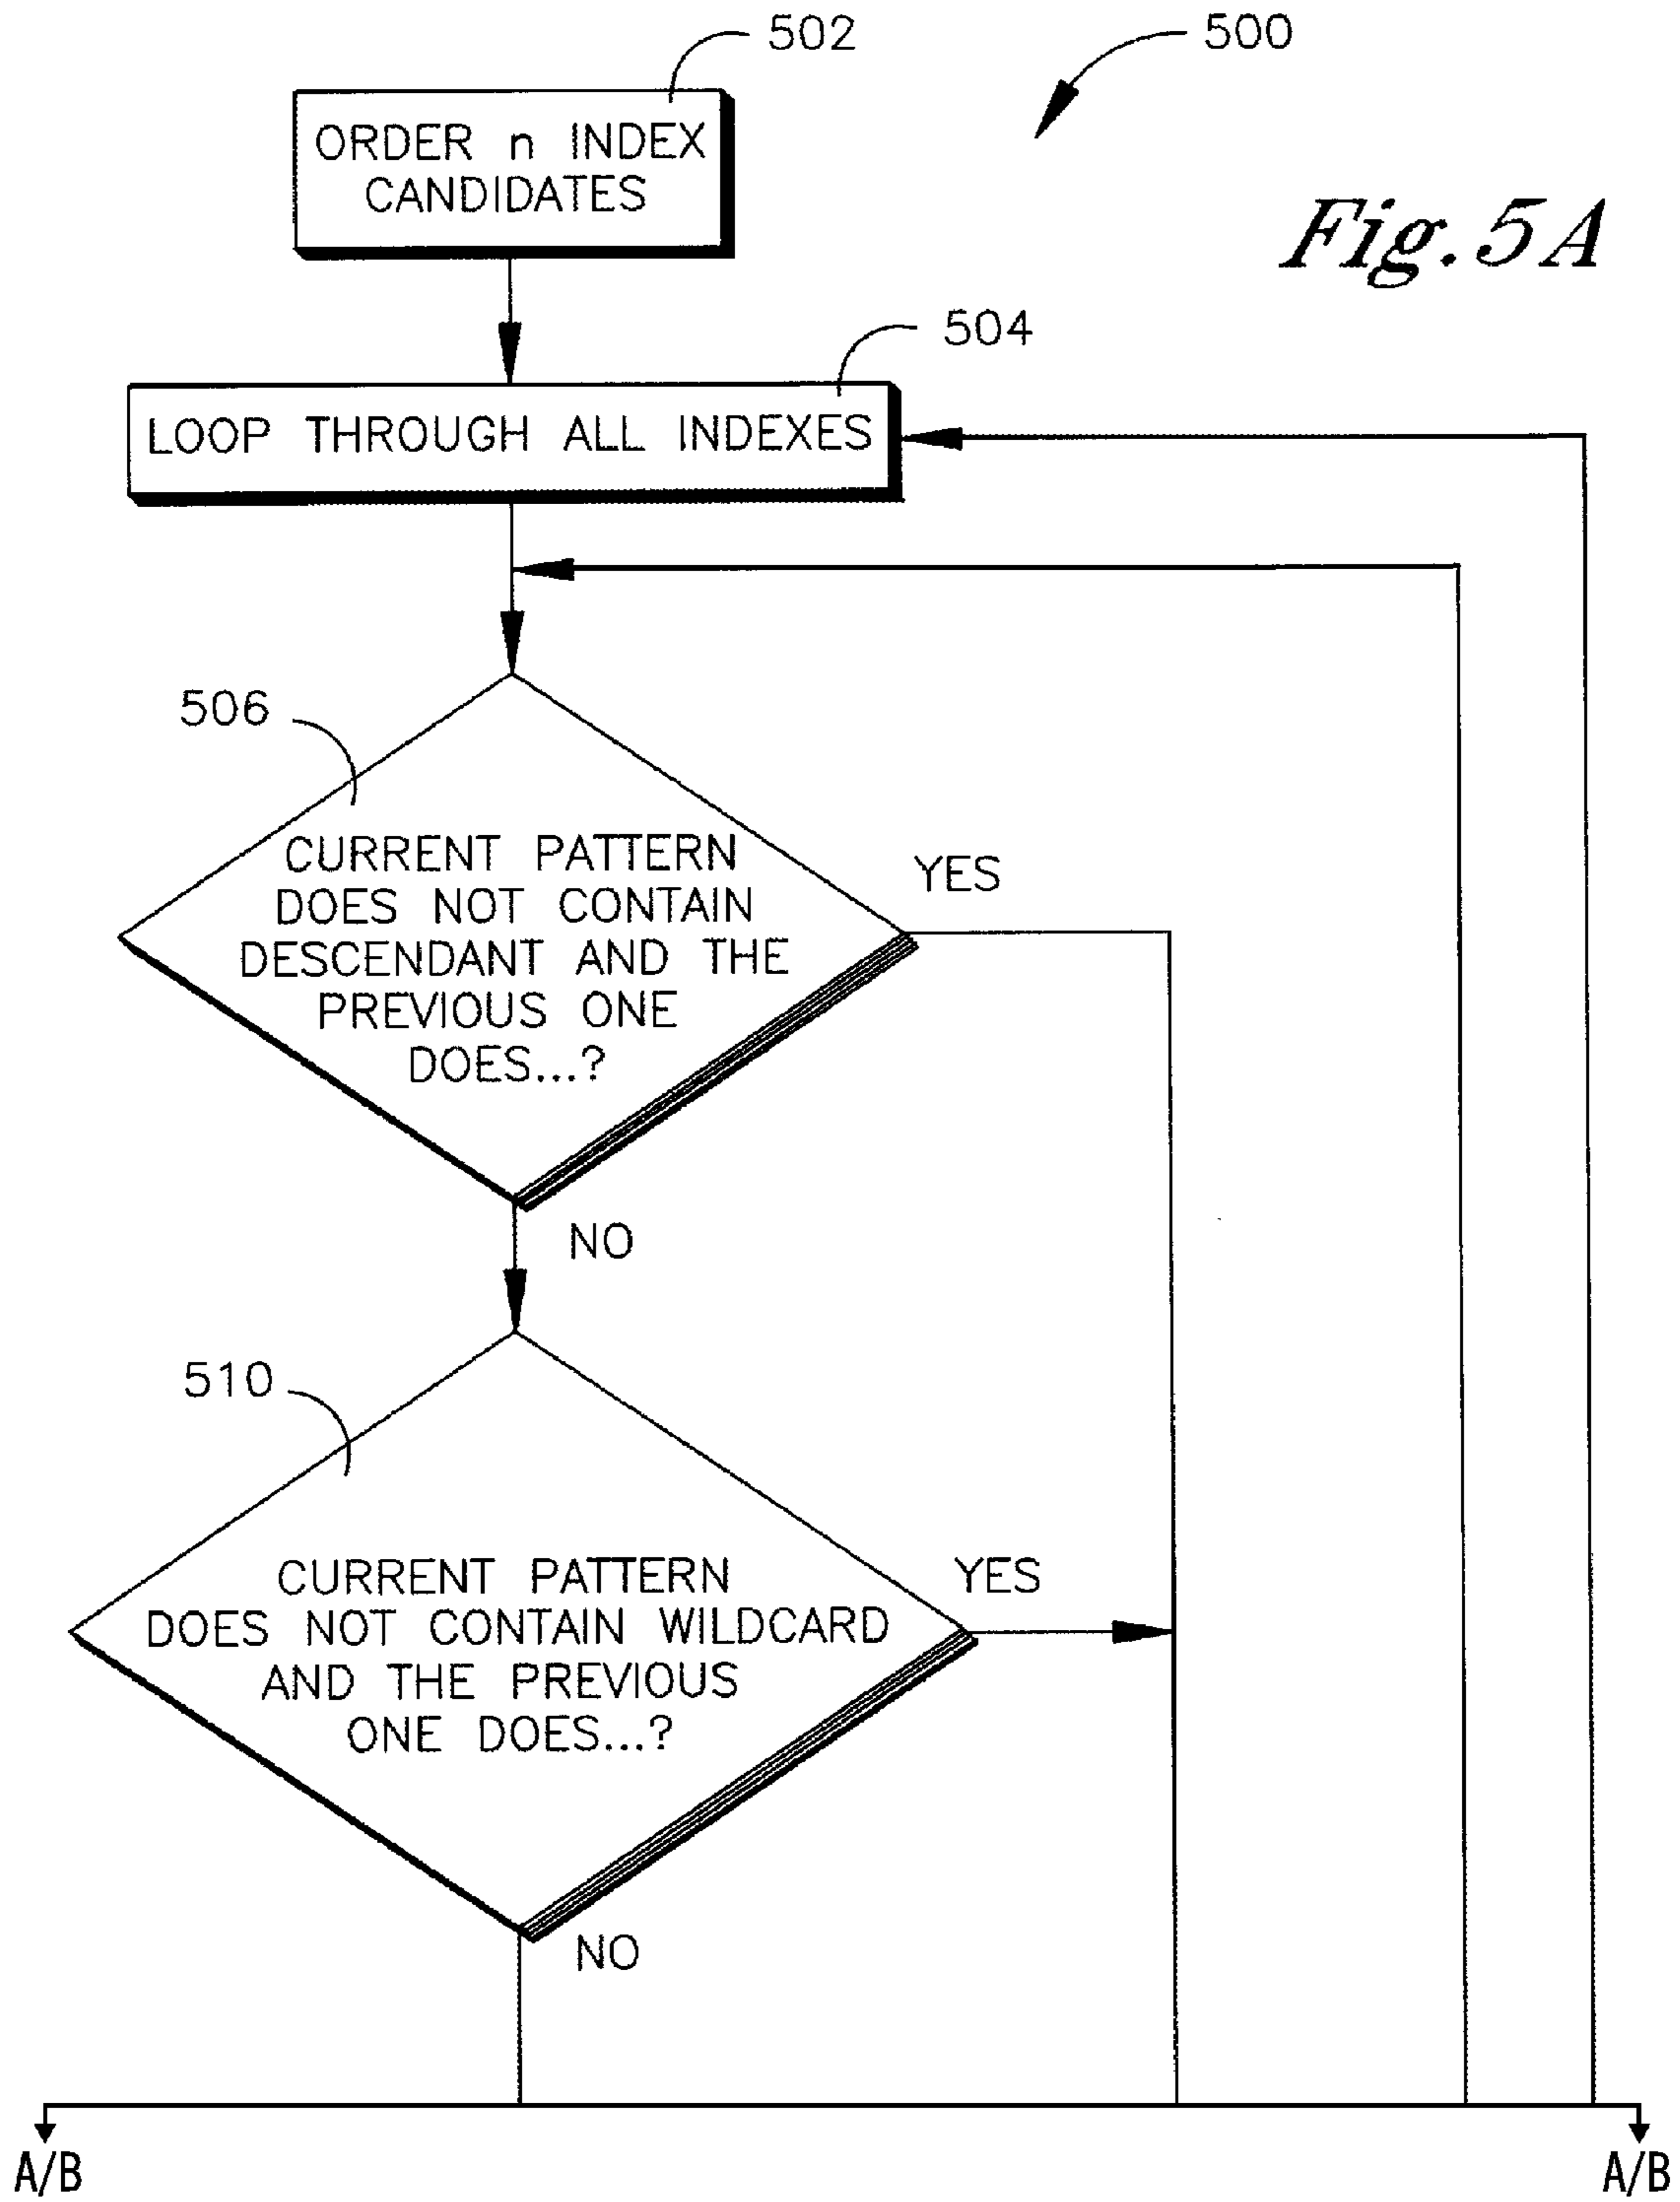 502
500
ORDER n INDEX
CANDIDATES
Fig. 5A
504
LOOP THROUGH ALL INDEXES
506
CURRENT PATTERN
DOES NOT CONTAIN
DESCENDANT AND THE
PREVIOUS ONE
DOES...?
YES
NO
510
CURRENT PATTERN
DOES NOT CONTAIN WILDCARD
AND THE PREVIOUS
ONE DOES...?
YES
NO
A/B
A/B